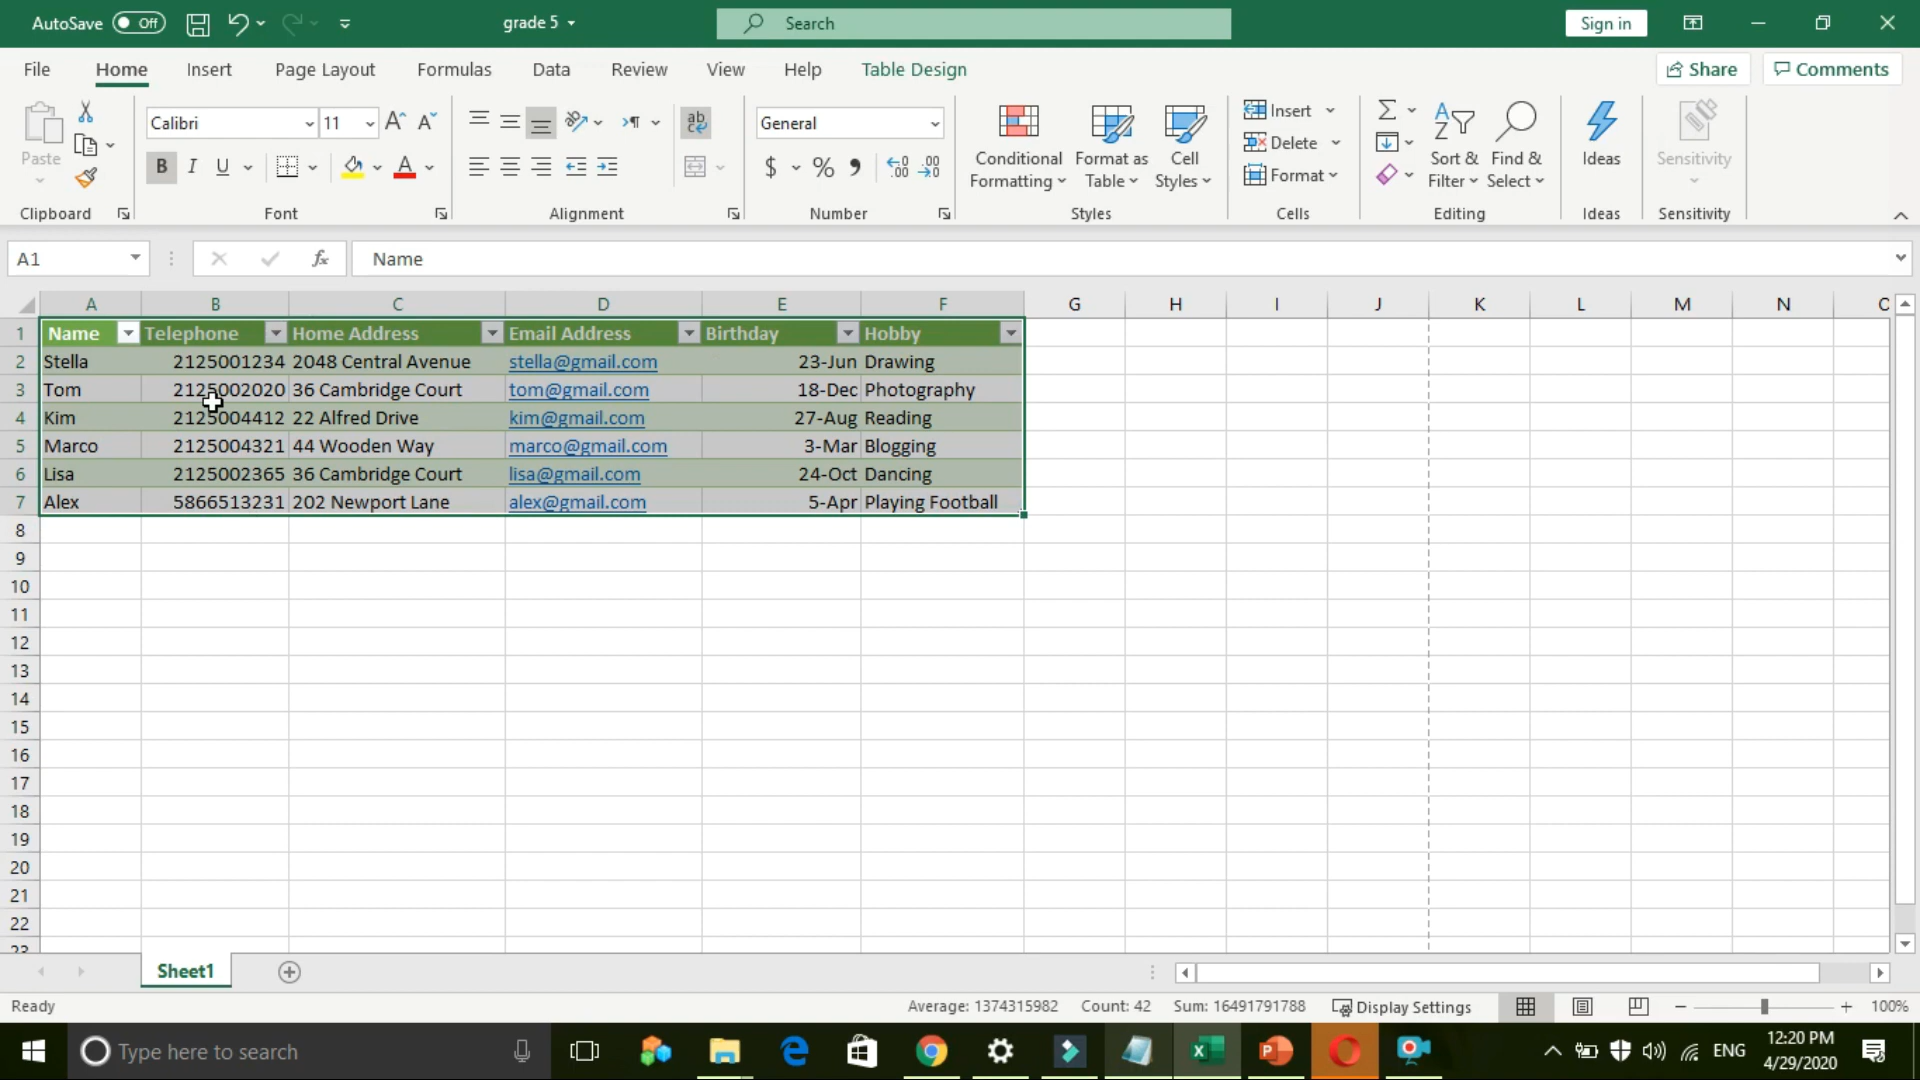 AutoSave Off grade 5 Search Sign in
File Home Insert Page Layout Formulas Data Review View Help Table Design Share Comments
Paste Calibri 11 General Conditional Formatting Format as Table Cell Styles Insert Delete Format Sort & Filter Find & Select Ideas Sensitivity
B I U A ab c $ % 9 .00
Clipboard Font Alignment Number Styles Cells Editing Ideas Sensitivity
A1 fx Name
A B C D E F G H I J K L M N O
1 Name Telephone Home Address Email Address Birthday Hobby
2 Stella 2125001234 2048 Central Avenue stella@gmail.com 23-Jun Drawing
3 Tom 2125002020 36 Cambridge Court tom@gmail.com 18-Dec Photography
4 Kim 2125004412 22 Alfred Drive kim@gmail.com 27-Aug Reading
5 Marco 2125004321 44 Wooden Way marco@gmail.com 3-Mar Blogging
6 Lisa 2125002365 36 Cambridge Court lisa@gmail.com 24-Oct Dancing
7 Alex 5866513231 202 Newport Lane alex@gmail.com 5-Apr Playing Football
8
9
10
11
12
13
14
15
16
17
18
19
20
21
22
23
Sheet1
Ready Average: 1374315982 Count: 42 Sum: 16491791788 Display Settings 100%
Type here to search ENG 12:20 PM
4/29/2020